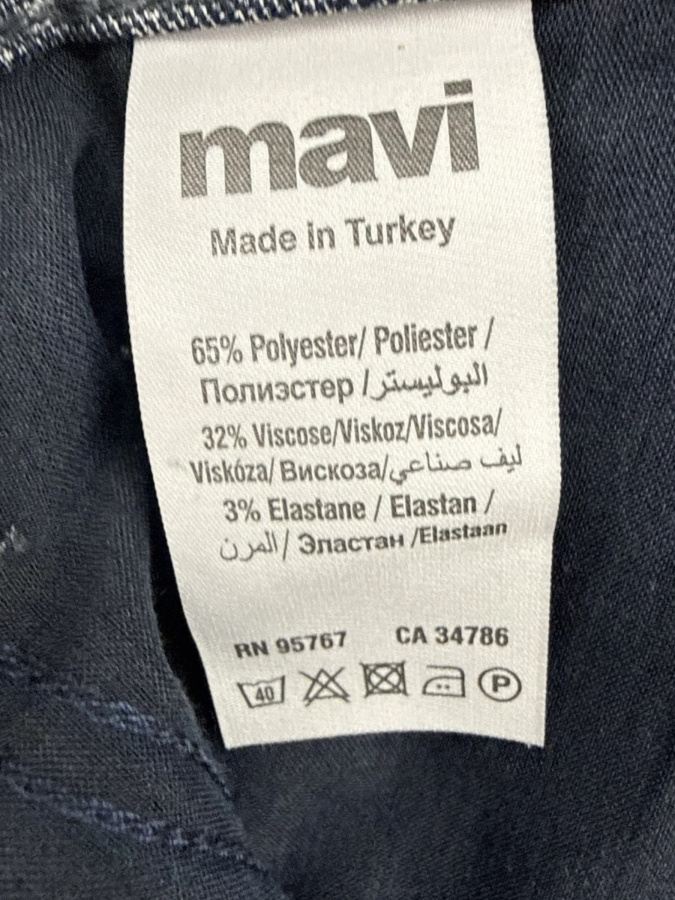 mavi
Made in Turkey
65% Polyester/ Poliester /
Полиэстер / البوليستر
32% Viscose/Viskoz/Viscosa/
Viskóza/ Вискоза/ ليف صناعي
3% Elastane / Elastan /
المرن / Эластан /Elastaan
RN 95767 CA 34786
40 P